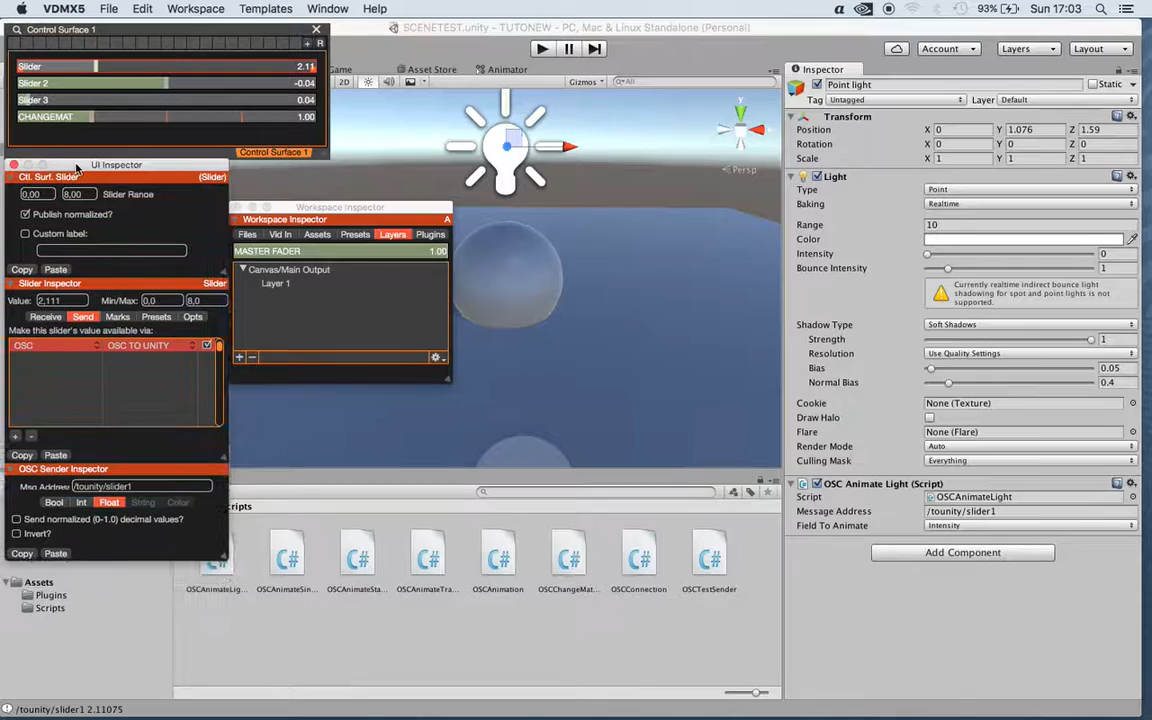 VDMX5 File Edit Workspace Templates Window Help 93% Sun 17:03
Control Surface 1
SCENETEST.unity - TUTONEW - PC, Mac & Linux Standalone (Personal)
+ R
Account Layers Layout
Slider 2.11
Slider 2 -0.04
Slider 3 0.04
CHANGEMAT 1.00
Control Surface 1
Game Asset Store Animator
2D Gizmos All
y
x
Persp
UI Inspector
Ctl. Surf. Slider (Slider)
0,00 8,00 Slider Range
Publish normalized?
Custom label:
Copy Paste
Slider Inspector Slider
Value: 2,111 Min/Max: 0,0 8,0
Receive Send Marks Presets Opts
Make this slider's value available via:
OSC OSC TO UNITY
+ -
Copy Paste
OSC Sender Inspector
Msg Address: /tounity/slider1
Bool Int Float String Color
Send normalized (0-1.0) decimal values?
Invert?
Copy Paste
Workspace Inspector
Workspace Inspector A
Files Vid In Assets Presets Layers Plugins
MASTER FADER 1.00
Canvas/Main Output
Layer 1
+ -
Inspector
Point light Static
Tag Untagged Layer Default
Transform
Position X 0 Y 1.076 Z 1.59
Rotation X 0 Y 0 Z 0
Scale X 1 Y 1 Z 1
Light
Type Point
Baking Realtime
Range 10
Color
Intensity 0
Bounce Intensity 1
Currently realtime indirect bounce light shadowing for spot and point lights is not supported.
Shadow Type Soft Shadows
Strength 1
Resolution Use Quality Settings
Bias 0.05
Normal Bias 0.4
Cookie None (Texture)
Draw Halo
Flare None (Flare)
Render Mode Auto
Culling Mask Everything
OSC Animate Light (Script)
Script OSCAnimateLight
Message Address /tounity/slider1
Field To Animate Intensity
Add Component
cripts
Assets
Plugins
Scripts
OSCAnimateLig... OSCAnimateSin... OSCAnimateSta... OSCAnimateTra... OSCAnimation OSCChangeMat... OSCConnection OSCTestSender
/tounity/slider1 2.11075